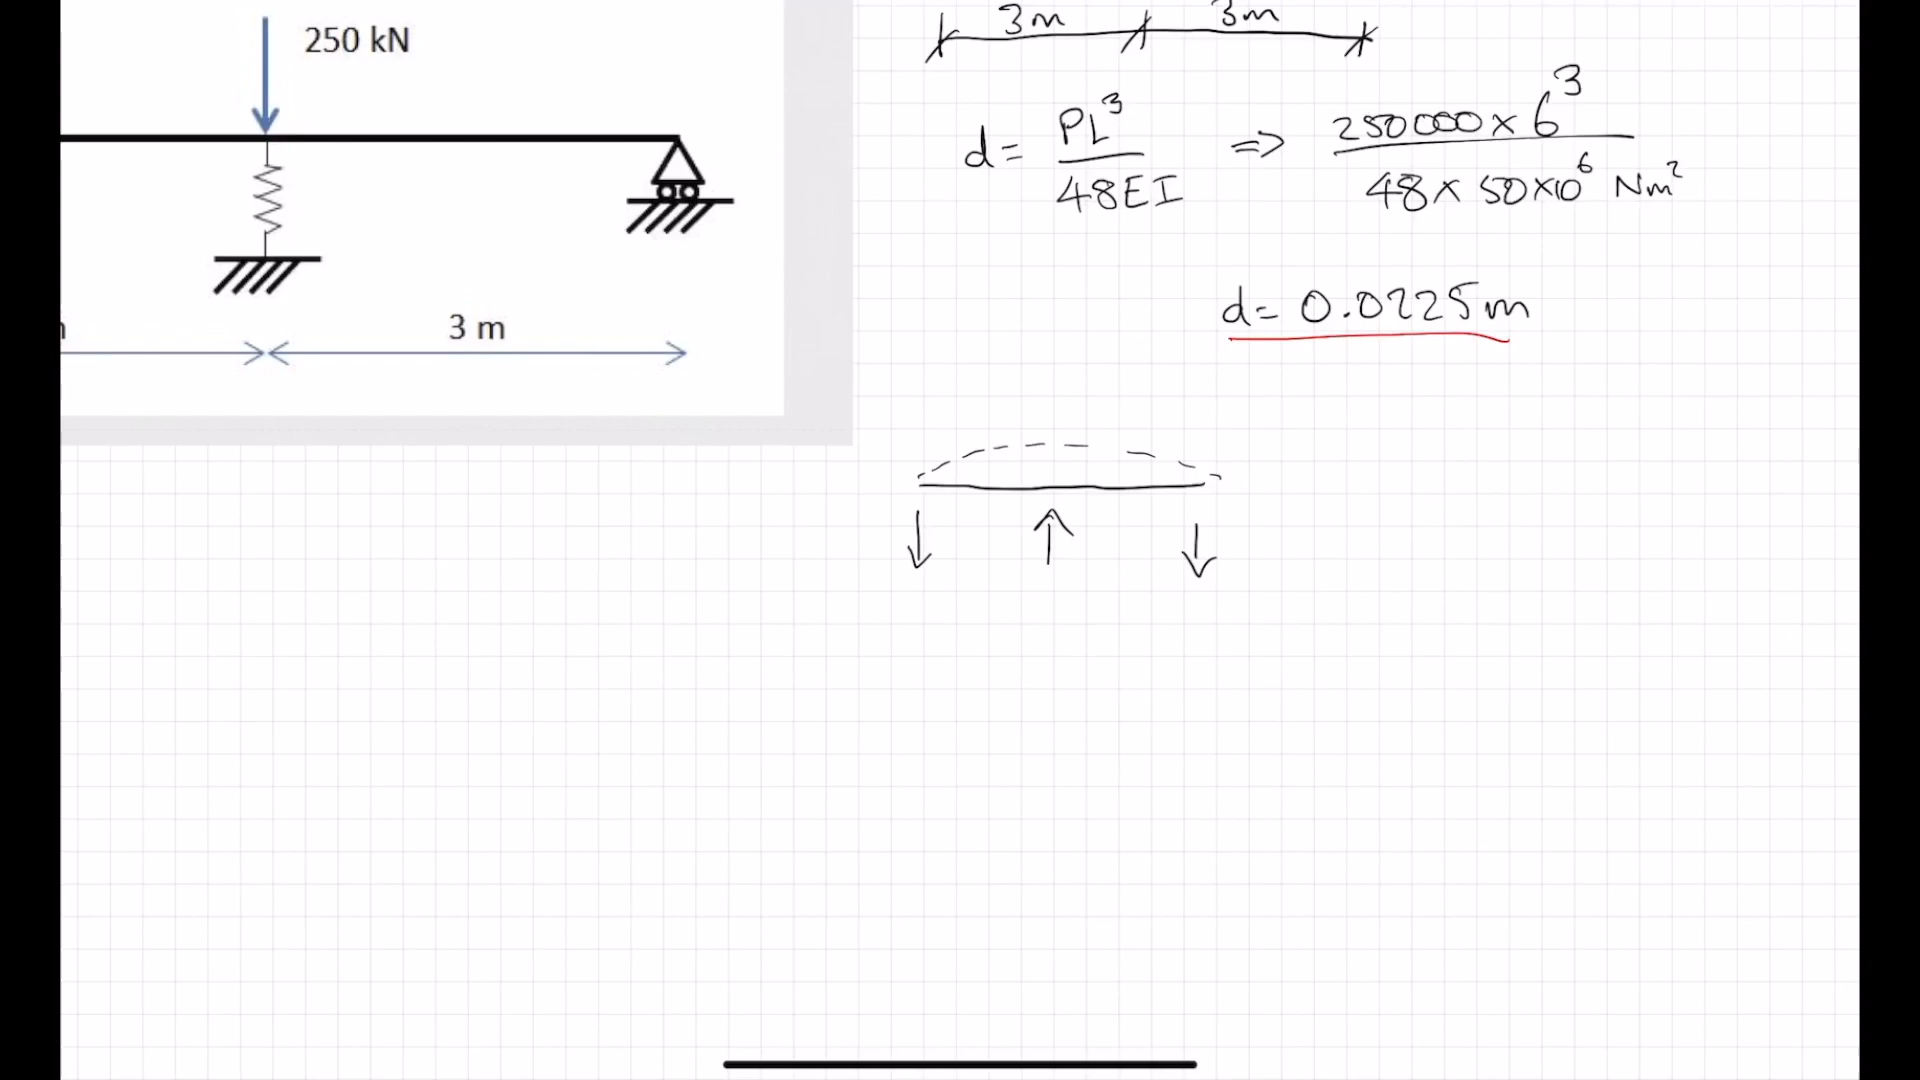 250 kN
3 m
3m 3m
d = PL³ / 48EI ⇒ 250000 × 6³ / 48 × 50×10⁶ Nm²
d = 0.0225m